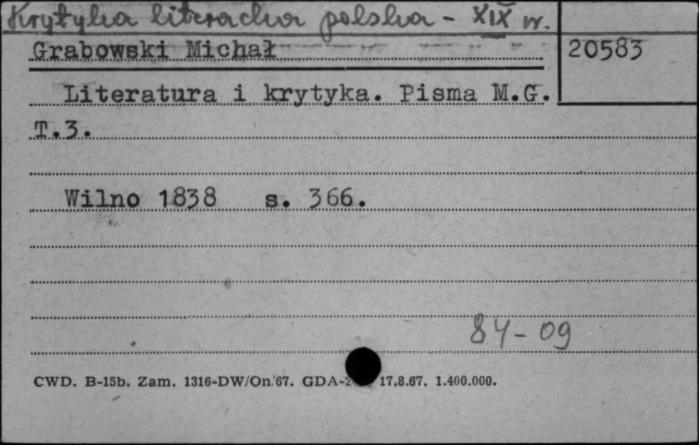 Krytyka literacka polska - XIX w.
Grabowski Michał
20583
Literatura i krytyka. Pisma M.G.
T.3.
Wilno 1838 s. 366.
84-09
CWD. B-15b. Zam. 1316-DW/On/67. GDA-2 17.8.67. 1.400.000.